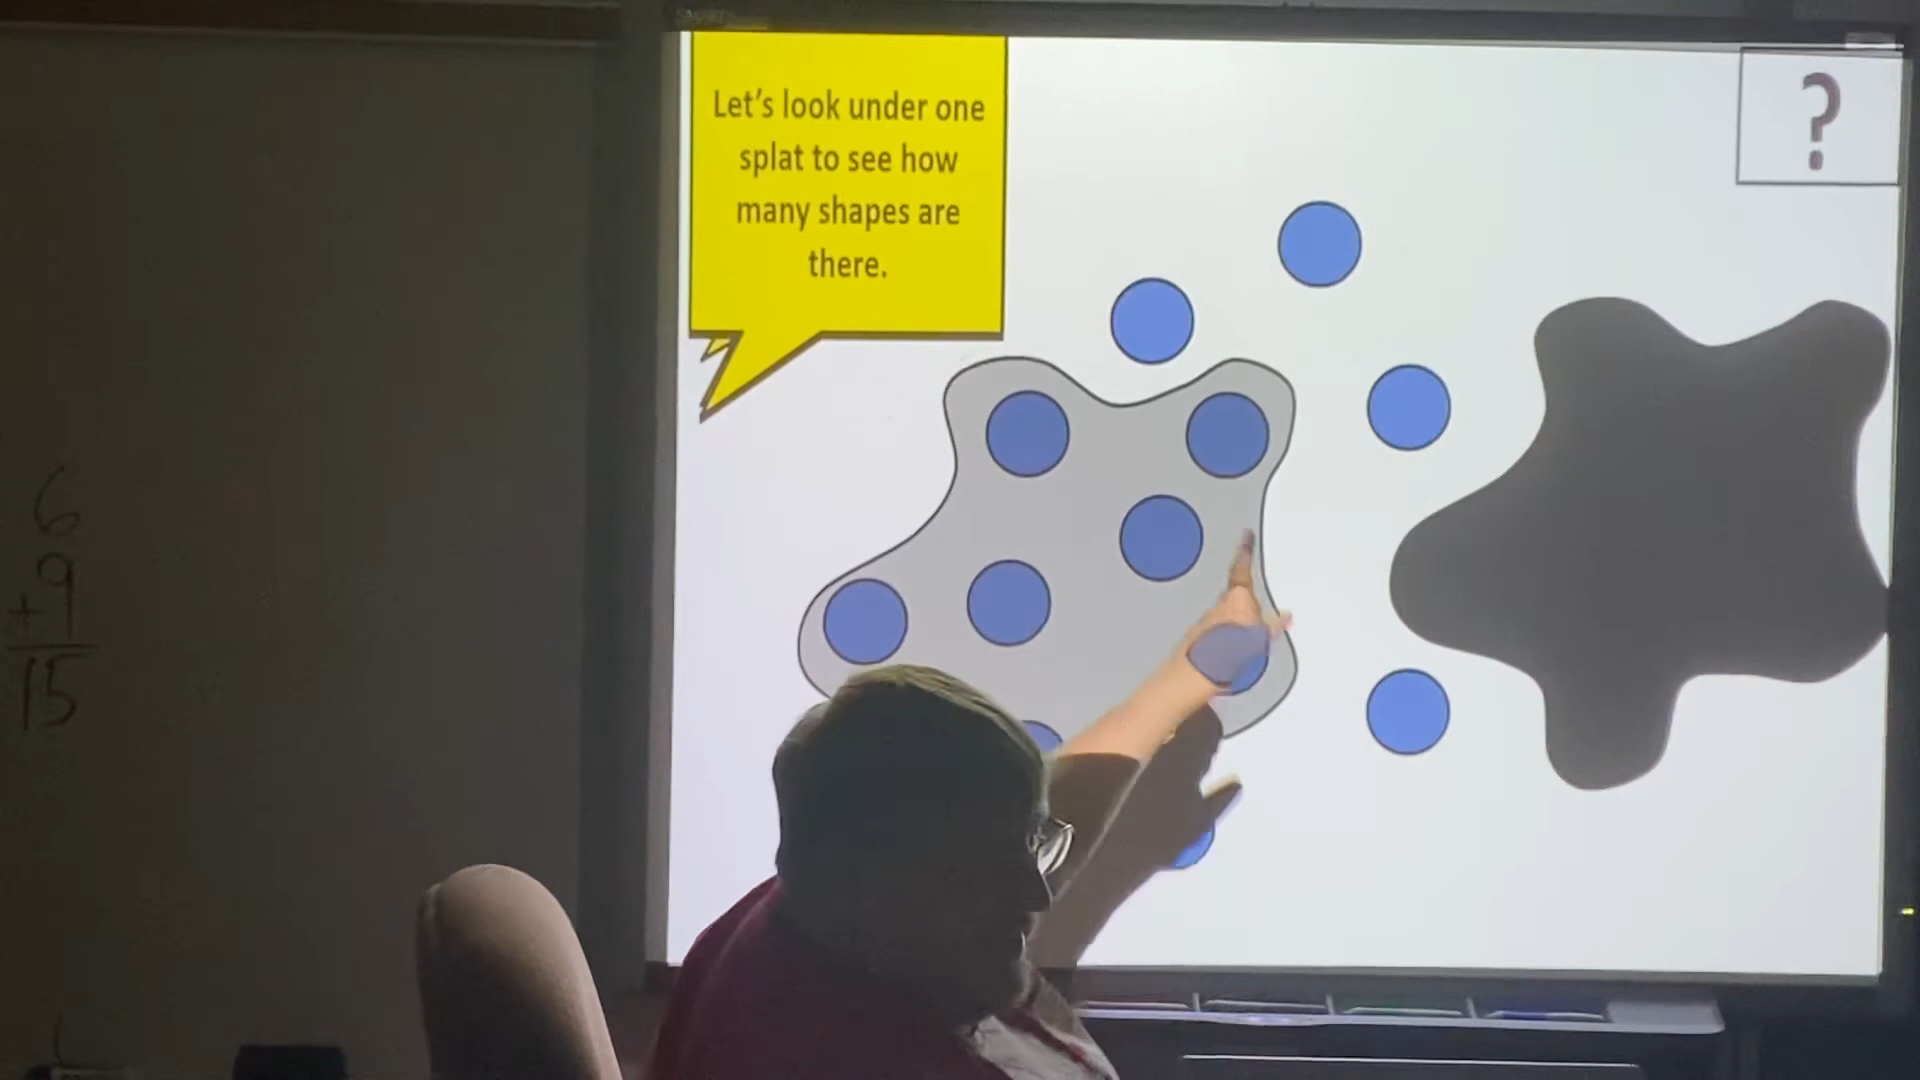 Let's look under one
splat to see how
many shapes are
there.
?
6
+9
15